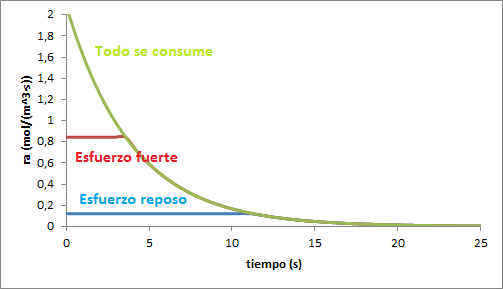 2
1,8
1,6
1,4
1,2
1
0,8
0,6
0,4
0,2
0
ra (mol/(m^3·s))
Todo se consume
Esfuerzo fuerte
Esfuerzo reposo
0 5 10 15 20 25
tiempo (s)